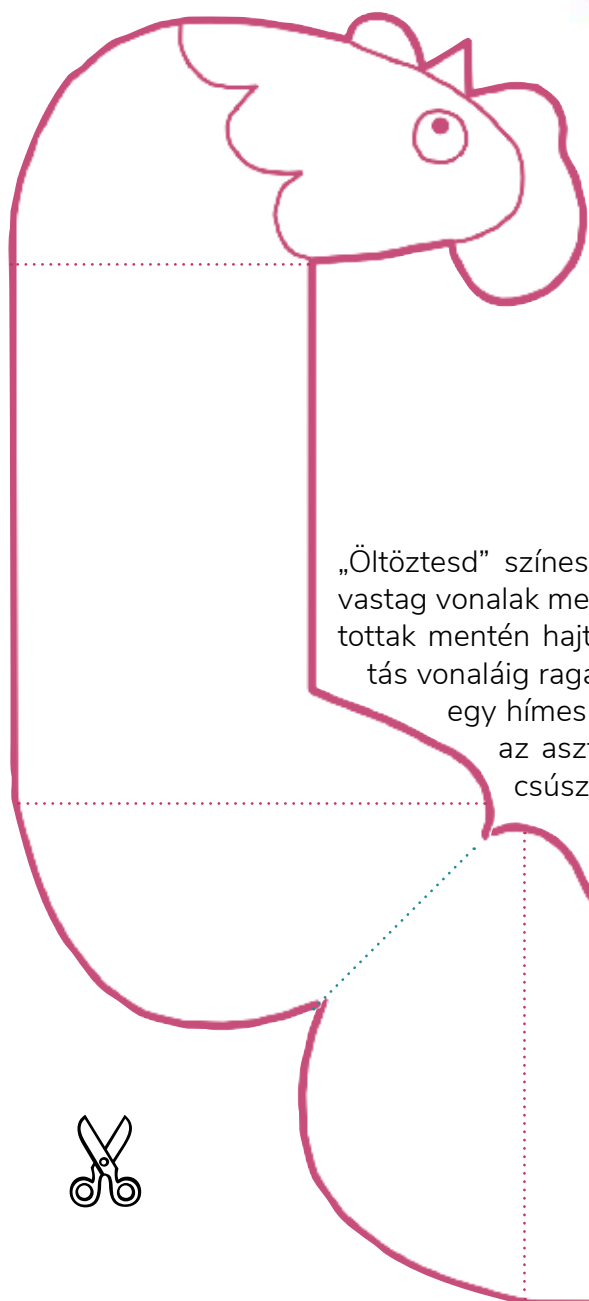 „Öltöztesd” színes
vastag vonalak me
tottak mentén hajt
tás vonaláig raga
egy hímes
az aszt
csúsz